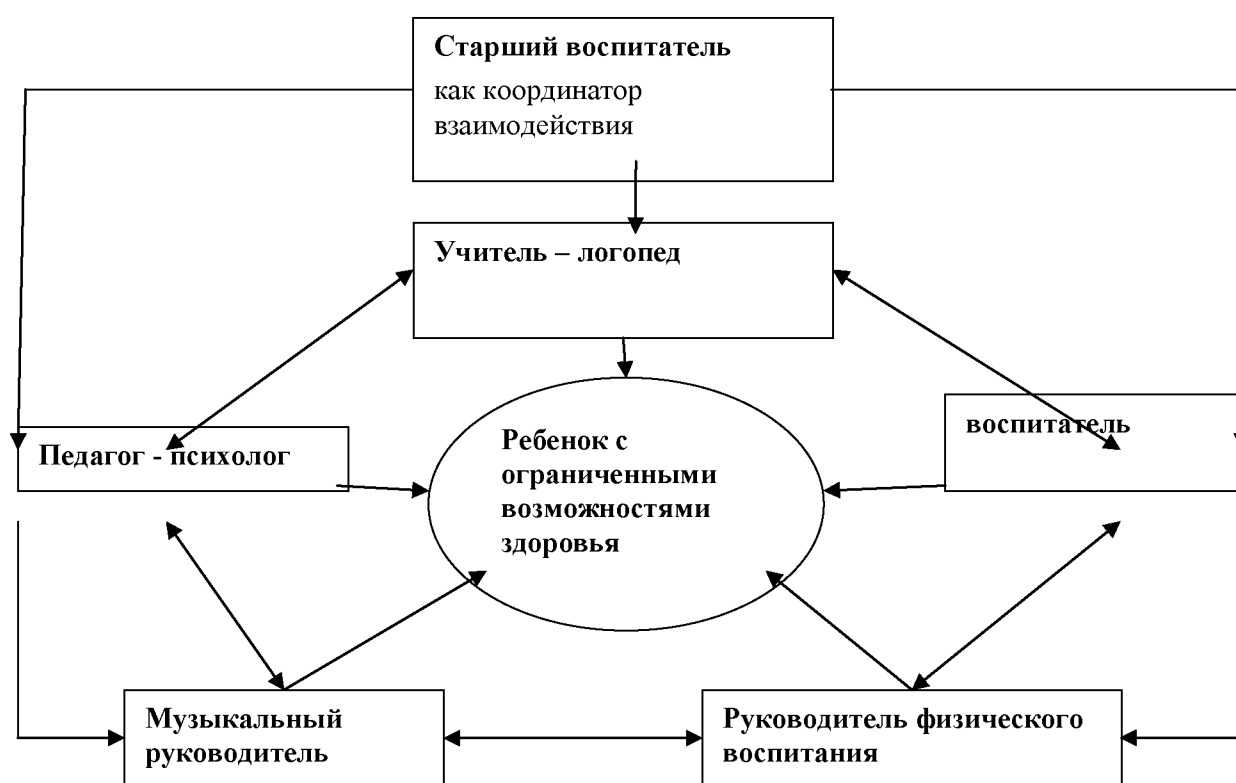 Старший воспитатель
как координатор
взаимодействия
Учитель – логопед
Педагог - психолог
воспитатель
Ребенок с
ограниченными
возможностями
здоровья
Музыкальный
руководитель
Руководитель физического
воспитания